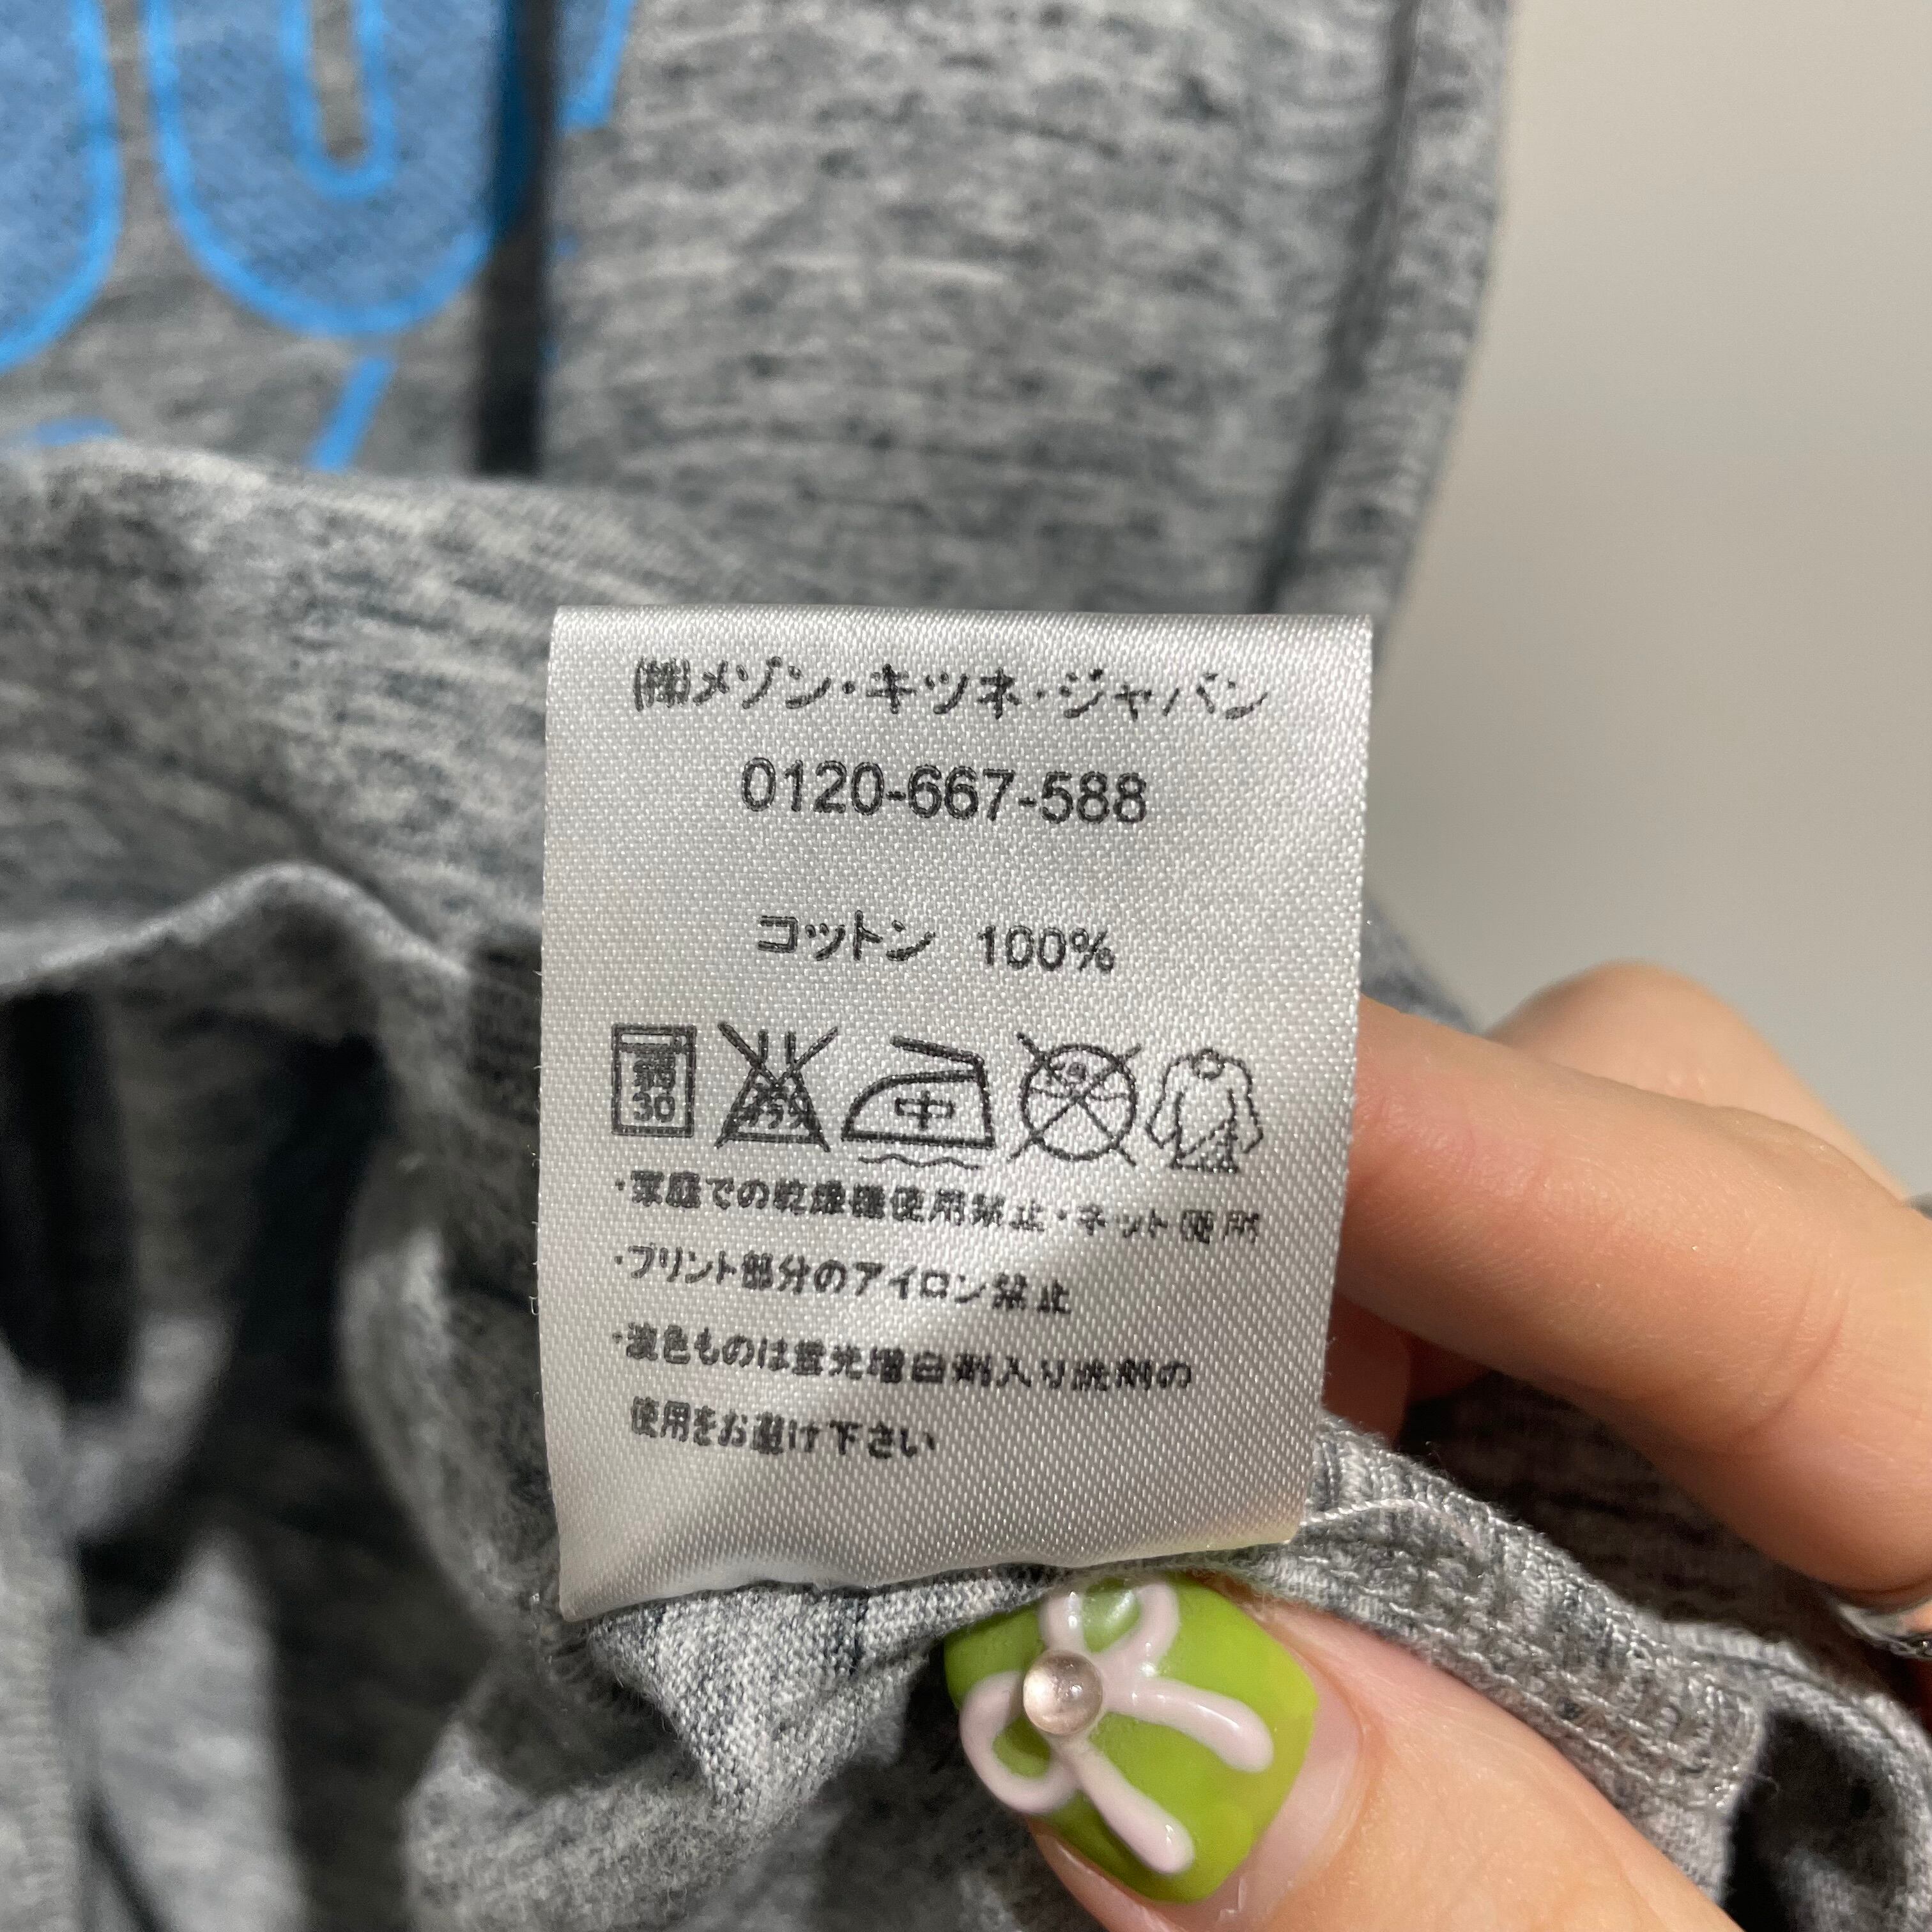 ㈱メゾン・キツネ・ジャパン
0120-667-588
コットン 100%
弱 30 エンソ 中
・家庭での乾燥機使用禁止・ネット使用
・プリント部分のアイロン禁止
・淡色ものは蛍光増白剤入り洗剤の
使用をお避け下さい